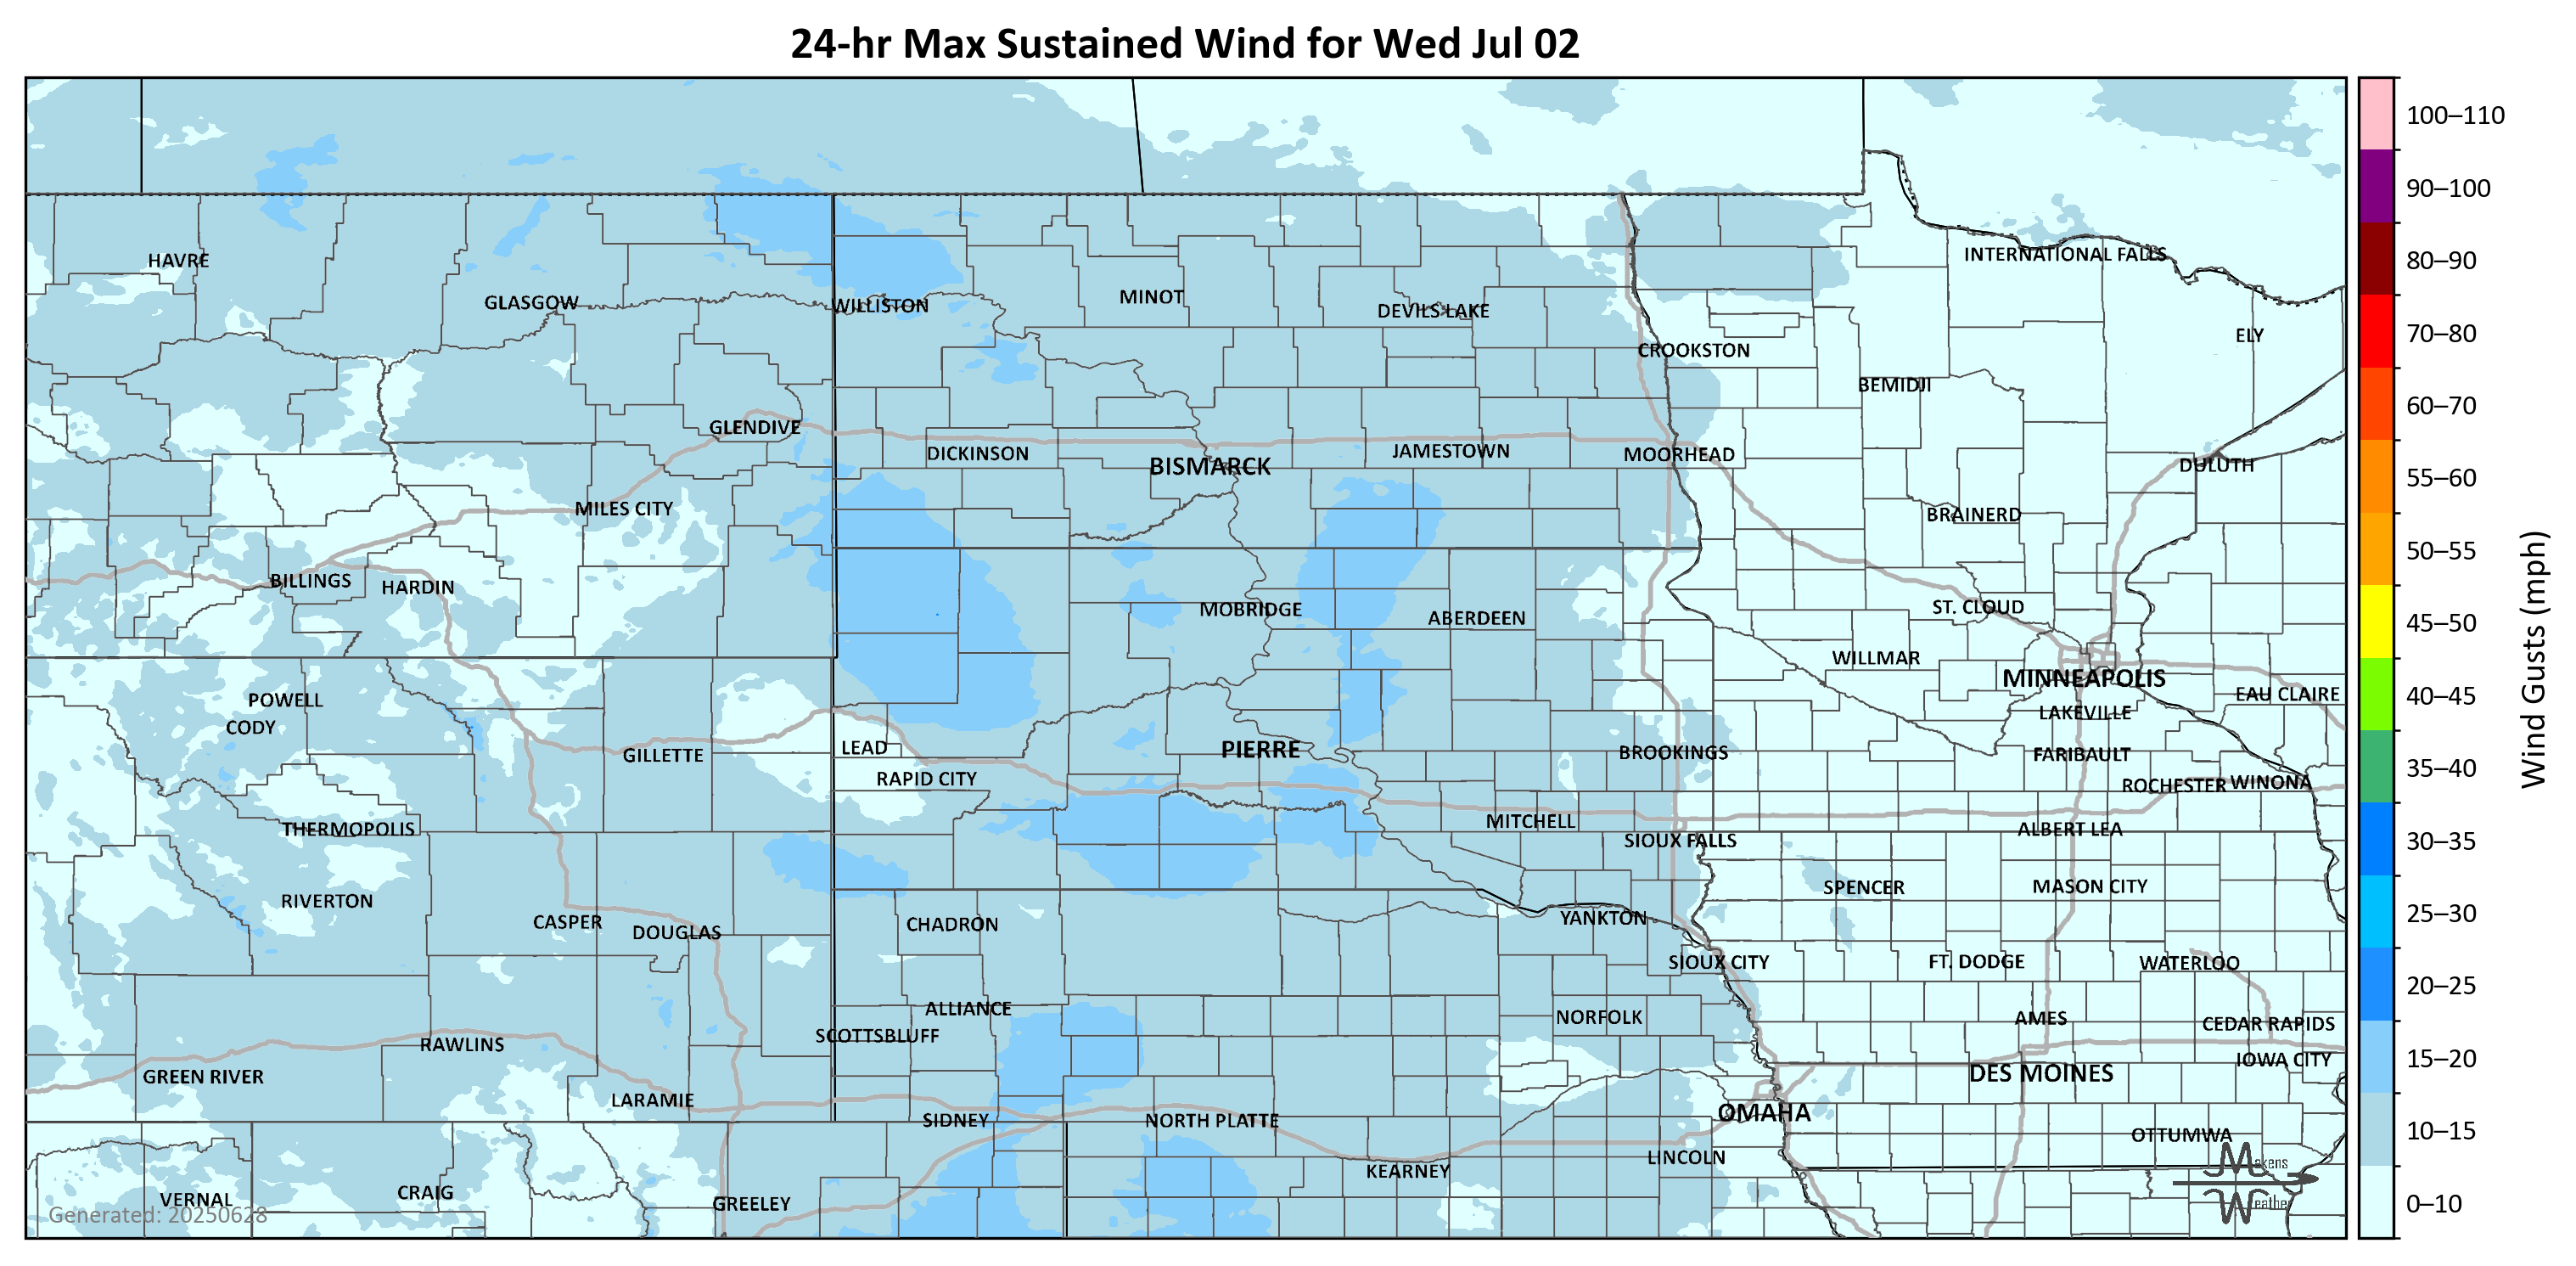 24-hr Max Sustained Wind for Wed Jul 02
100–110
90–100
80–90
70–80
60–70
55–60
50–55
45–50
40–45
35–40
30–35
25–30
20–25
15–20
10–15
0–10
Wind Gusts (mph)
HAVRE
INTERNATIONAL FALLS
GLASGOW
WILLISTON
MINOT
DEVILS LAKE
ELY
CROOKSTON
BEMIDJI
GLENDIVE
DICKINSON
BISMARCK
JAMESTOWN
MOORHEAD
DULUTH
MILES CITY
BRAINERD
BILLINGS
HARDIN
MOBRIDGE
ABERDEEN
ST. CLOUD
WILLMAR
MINNEAPOLIS
POWELL
EAU CLAIRE
CODY
LAKEVILLE
GILLETTE
LEAD
PIERRE
BROOKINGS
FARIBAULT
RAPID CITY
ROCHESTER
WINONA
THERMOPOLIS
MITCHELL
ALBERT LEA
SIOUX FALLS
SPENCER
MASON CITY
RIVERTON
CASPER
DOUGLAS
CHADRON
YANKTON
SIOUX CITY
FT. DODGE
WATERLOO
ALLIANCE
NORFOLK
AMES
CEDAR RAPIDS
SCOTTSBLUFF
RAWLINS
IOWA CITY
GREEN RIVER
DES MOINES
LARAMIE
SIDNEY
NORTH PLATTE
OMAHA
OTTUMWA
LINCOLN
KEARNEY
VERNAL
CRAIG
GREELEY
Generated: 20250628
Makens
Weather